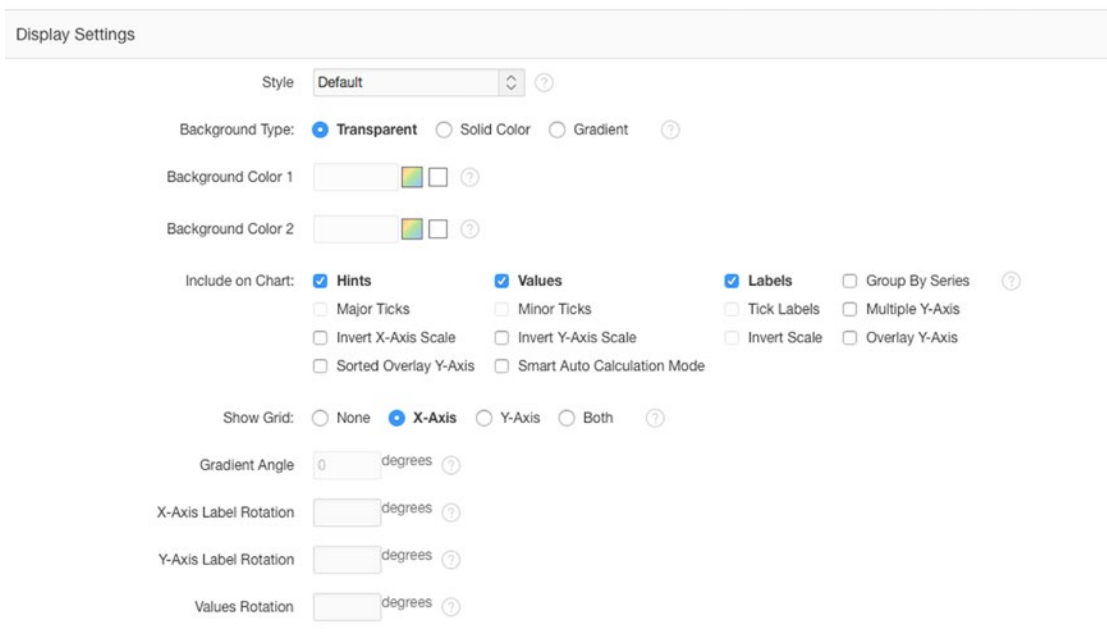 Display Settings
Style Default ?
Background Type: Transparent Solid Color Gradient ?
Background Color 1 ?
Background Color 2 ?
Include on Chart: Hints Values Labels Group By Series ?
Major Ticks Minor Ticks Tick Labels Multiple Y-Axis
Invert X-Axis Scale Invert Y-Axis Scale Invert Scale Overlay Y-Axis
Sorted Overlay Y-Axis Smart Auto Calculation Mode
Show Grid: None X-Axis Y-Axis Both ?
Gradient Angle 0 degrees ?
X-Axis Label Rotation degrees ?
Y-Axis Label Rotation degrees ?
Values Rotation degrees ?